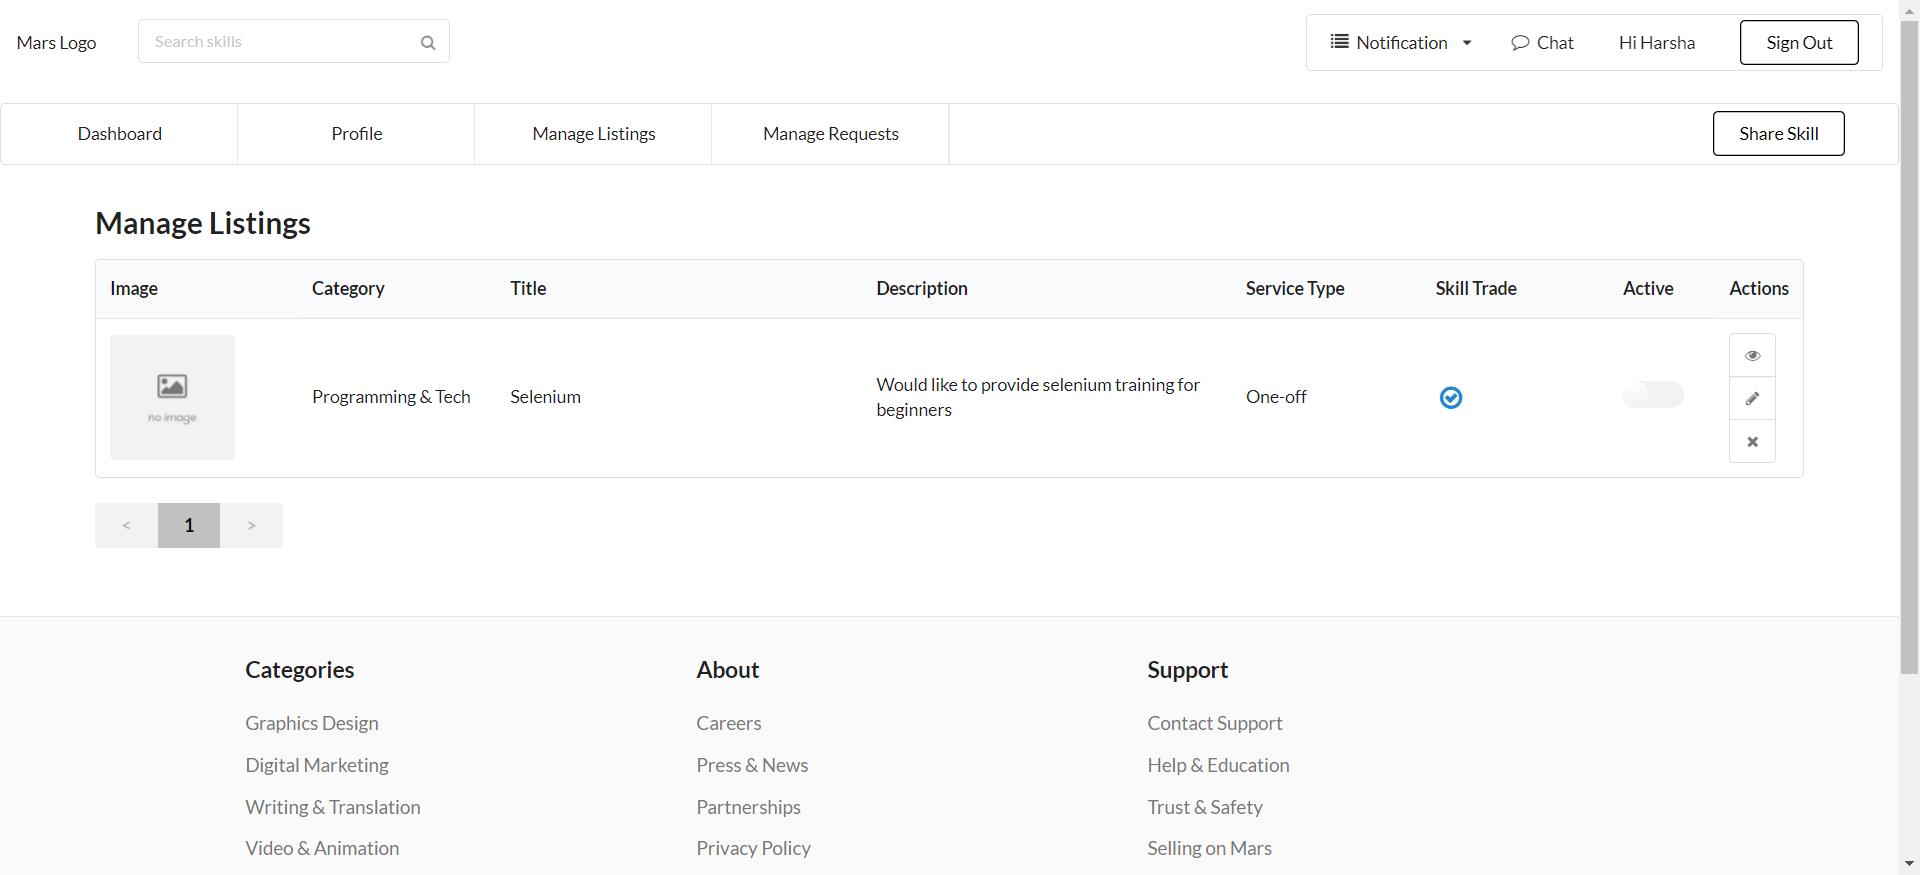 Mars Logo
Search skills
Notification
Chat
Hi Harsha
Sign Out
Dashboard
Profile
Manage Listings
Manage Requests
Share Skill
Manage Listings
Image
Category
Title
Description
Service Type
Skill Trade
Active
Actions
no image
Programming & Tech
Selenium
Would like to provide selenium training for
beginners
One-off
<
1
>
Categories
About
Support
Graphics Design
Careers
Contact Support
Digital Marketing
Press & News
Help & Education
Writing & Translation
Partnerships
Trust & Safety
Video & Animation
Privacy Policy
Selling on Mars